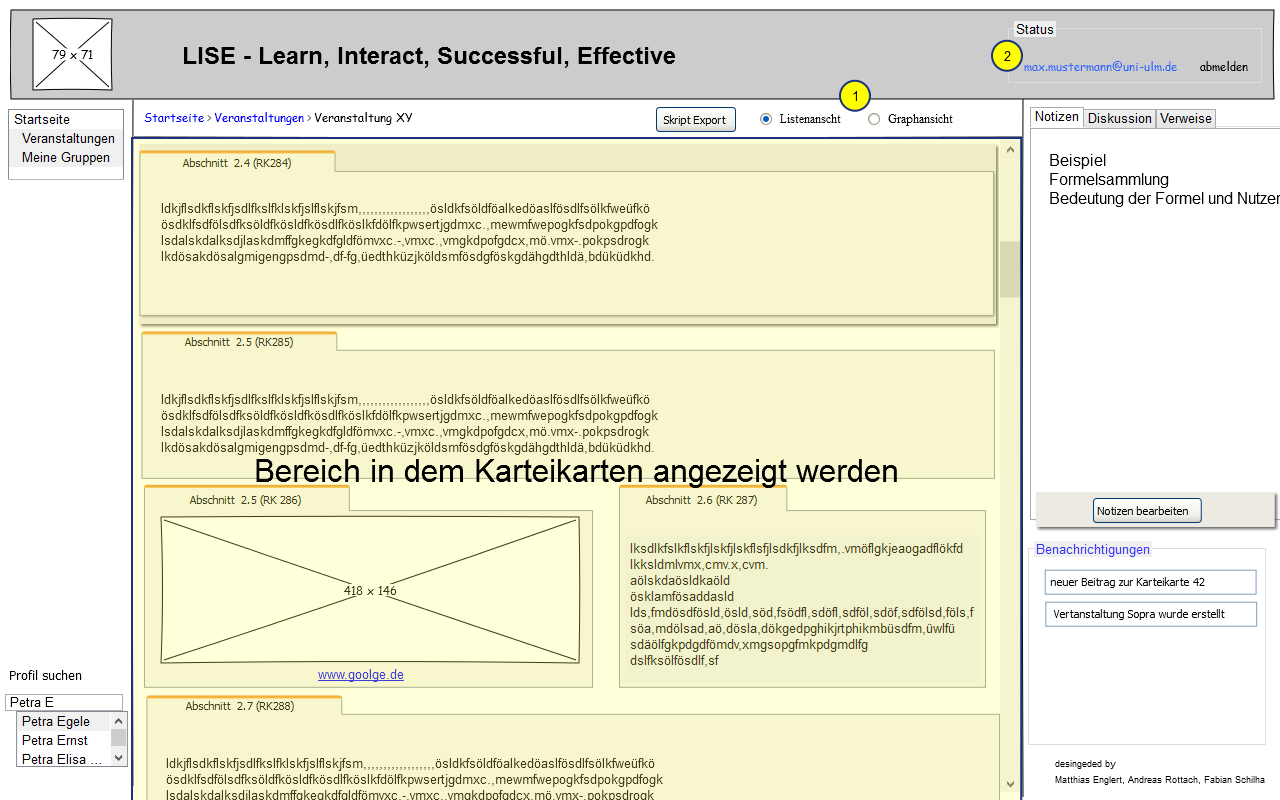 79 x 71
LISE - Learn, Interact, Successful, Effective
Status
2
max.mustermann@uni-ulm.de abmelden
1
Startseite
Veranstaltungen
Meine Gruppen
Startseite > Veranstaltungen > Veranstaltung XY
Skript Export
Listenanscht
Graphansicht
Notizen Diskussion Verweise
Beispiel
Formelsammlung
Bedeutung der Formel und Nutzen
Abschnitt 2.4 (RK284)
ldkjflsdkflskfjsdlfkslfklskfjslflskjfsm,,,,,,,,,,,,,,,,,,,ösldkfsöldföalkedöaslfösdlfsölkfweüfkö
ösdklfsdfölsdfksöldfkösldfkösdlfköslkfdölfkpwsertjgdmxc.,mewmfwepogkfsdpokgpdfogk
lsdalskdalksdjlaskdmffgkegkdfgldfömvxc.-,vmxc.,vmgkdpofgdcx,mö.vmx-.pokpsdrogk
lkdösakdösalgmigengpsdmd-,df-fg,üedthküzjköldsmfösdgföskgdähgdthldä,bdüküdkhd.
Abschnitt 2.5 (RK285)
ldkjflsdkflskfjsdlfkslfklskfjslflskjfsm,,,,,,,,,,,,,,,,,,,ösldkfsöldföalkedöaslfösdlfsölkfweüfkö
ösdklfsdfölsdfksöldfkösldfkösdlfköslkfdölfkpwsertjgdmxc.,mewmfwepogkfsdpokgpdfogk
lsdalskdalksdjlaskdmffgkegkdfgldfömvxc.-,vmxc.,vmgkdpofgdcx,mö.vmx-.pokpsdrogk
lkdösakdösalgmigengpsdmd-,df-fg,üedthküzjköldsmfösdgföskgdähgdthldä,bdüküdkhd.
Bereich in dem Karteikarten angezeigt werden
Abschnitt 2.5 (RK 286)
418 x 146
www.goolge.de
Abschnitt 2.6 (RK 287)
lksdlkfslkflskfjlskfjlskflsfjlsdkfjlksdfm,.vmöflgkjeaogadflökfd
lkksldmlvmx,cmv.x,cvm.
aölskdaösldkaöld
ösklamfösaddasld
lds,fmdösdfösld,ösld,söd,fsödfl,sdöfl,sdföl,sdöf,sdfölsd,föls,f
söa,mdölsad,aö,dösla,dökgedpghikjrtphikmbüsdfm,üwlfü
sdäölfgkpdgdfömdv,xmgsopgfmkpdgmdlfg
dslfksölfösdlf,sf
Abschnitt 2.7 (RK288)
ldkjflsdkflskfjsdlfkslfklskfjslflskjfsm,,,,,,,,,,,,,,,,,,,ösldkfsöldföalkedöaslfösdlfsölkfweüfkö
ösdklfsdfölsdfksöldfkösldfkösdlfköslkfdölfkpwsertjgdmxc.,mewmfwepogkfsdpokgpdfogk
lsdalskdalksdjlaskdmffgkegkdfgldfömvxc.-,vmxc.,vmgkdpofgdcx,mö.vmx-.pokpsdrogk
Notizen bearbeiten
Benachrichtigungen
neuer Beitrag zur Karteikarte 42
Vertanstaltung Sopra wurde erstellt
Profil suchen
Petra E
Petra Egele
Petra Ernst
Petra Elisa ...
desingeded by
Matthias Englert, Andreas Rottach, Fabian Schilha